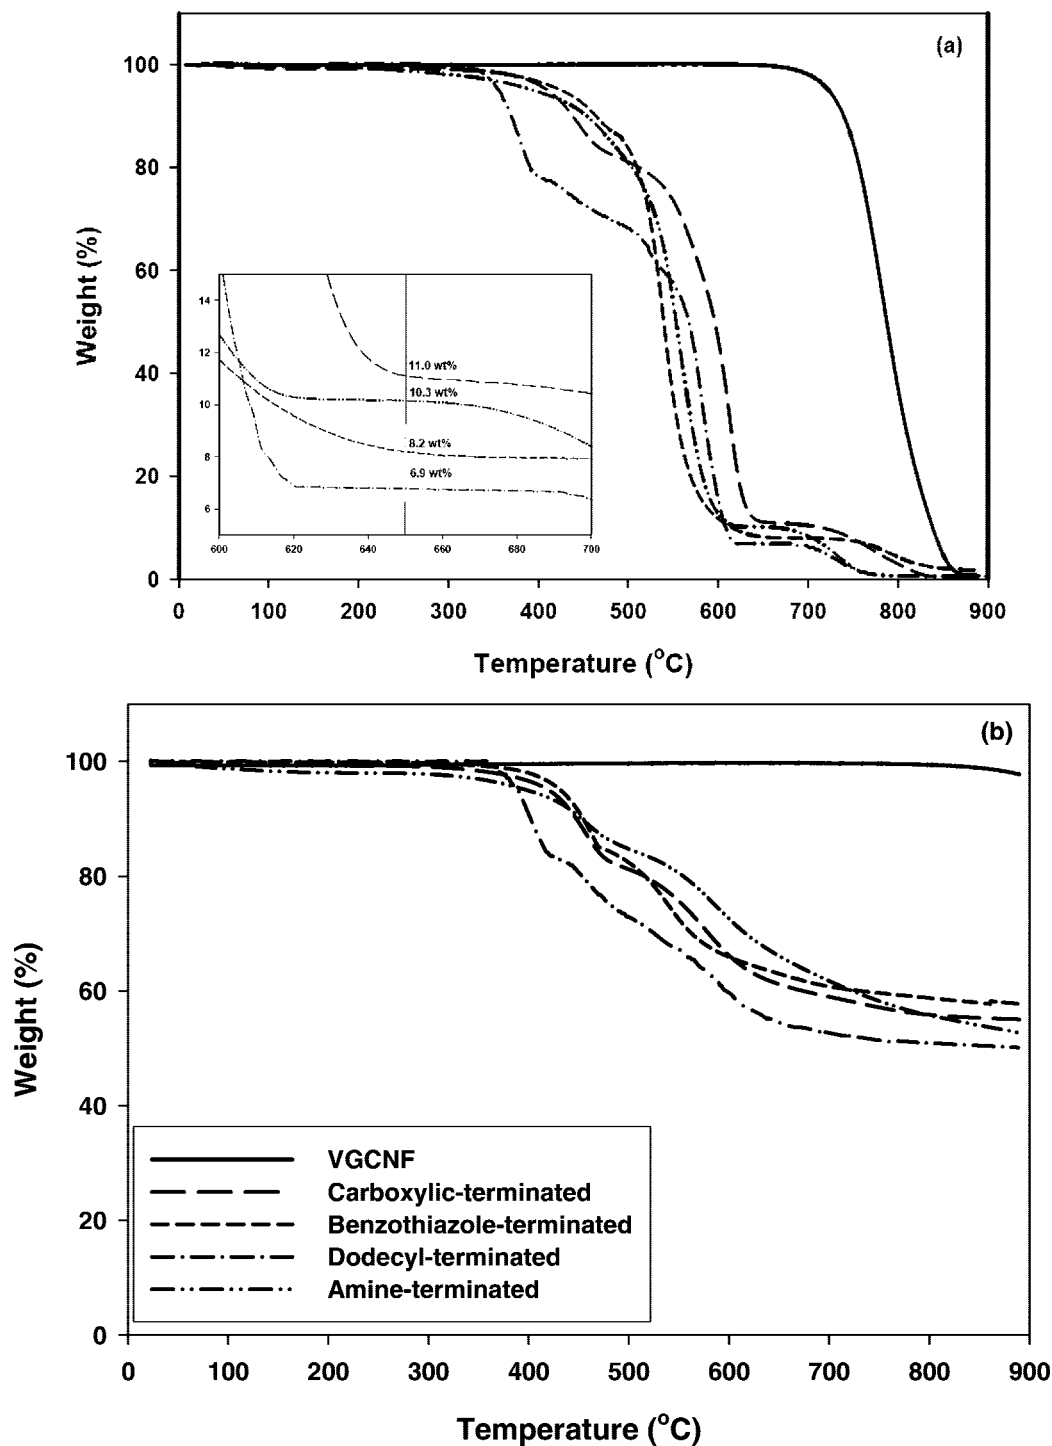 (a)
100
80
60
40
20
0
Weight (%)
14
12
10
8
6
11.0 wt%
10.3 wt%
8.2 wt%
6.9 wt%
600 620 640 660 680 700
0 100 200 300 400 500 600 700 800 900
Temperature (°C)
(b)
100
80
60
40
20
0
Weight (%)
VGCNF
Carboxylic-terminated
Benzothiazole-terminated
Dodecyl-terminated
Amine-terminated
0 100 200 300 400 500 600 700 800 900
Temperature (°C)